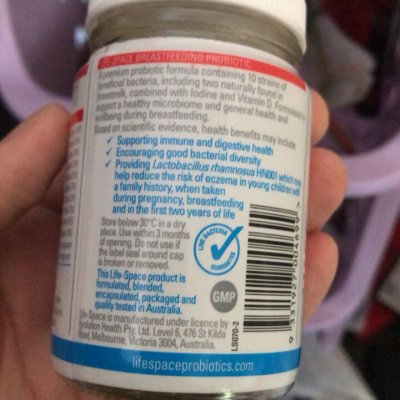 LIFE-SPACE BREASTFEEDING PROBIOTIC
A premium probiotic formula containing 10 strains of
beneficial bacteria, including two naturally found in
breastmilk, combined with Iodine and Vitamin D. Formulated to
support a healthy microbiome and general health and
wellbeing during breastfeeding.
Based on scientific evidence, health benefits may include:
✓ Supporting immune and digestive health
✓ Encouraging good bacterial diversity
✓ Providing Lactobacillus rhamnosus HN001 which may
help reduce the risk of eczema in young children with
a family history, when taken
during pregnancy, breastfeeding
and in the first two years of life
Store below 30°C in a dry
place. Use within 3 months
of opening. Do not use if
the label seal around cap
is broken or removed.
LIVE BACTERIA
GUARANTEE
This Life-Space product is
formulated, blended,
encapsulated, packaged and
quality tested in Australia.
GMP
Life-Space is manufactured under licence by
Evolution Health Pty. Ltd. Level 6, 476 St Kilda
Road, Melbourne, Victoria 3004, Australia.
LS070-2
9 331927 004699 >
lifespaceprobiotics.com